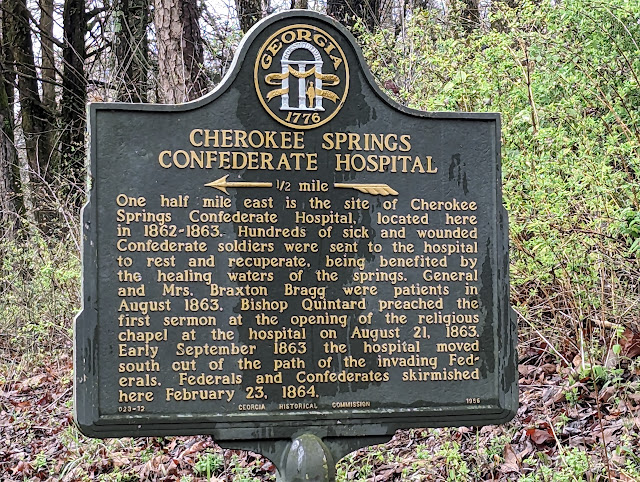 GEORGIA
1776
CHEROKEE SPRINGS
CONFEDERATE HOSPITAL
1/2 mile
One half mile east is the site of Cherokee
Springs Confederate Hospital, located here
in 1862-1863. Hundreds of sick and wounded
Confederate soldiers were sent to the hospital
to rest and recuperate, being benefited by
the healing waters of the springs. General
and Mrs. Braxton Bragg were patients in
August 1863. Bishop Quintard preached the
first sermon at the opening of the religious
chapel at the hospital on August 21, 1863.
Early September 1863 the hospital moved
south out of the path of the invading Fed-
erals. Federals and Confederates skirmished
here February 23, 1864.
023-12 GEORGIA HISTORICAL COMMISSION 1956